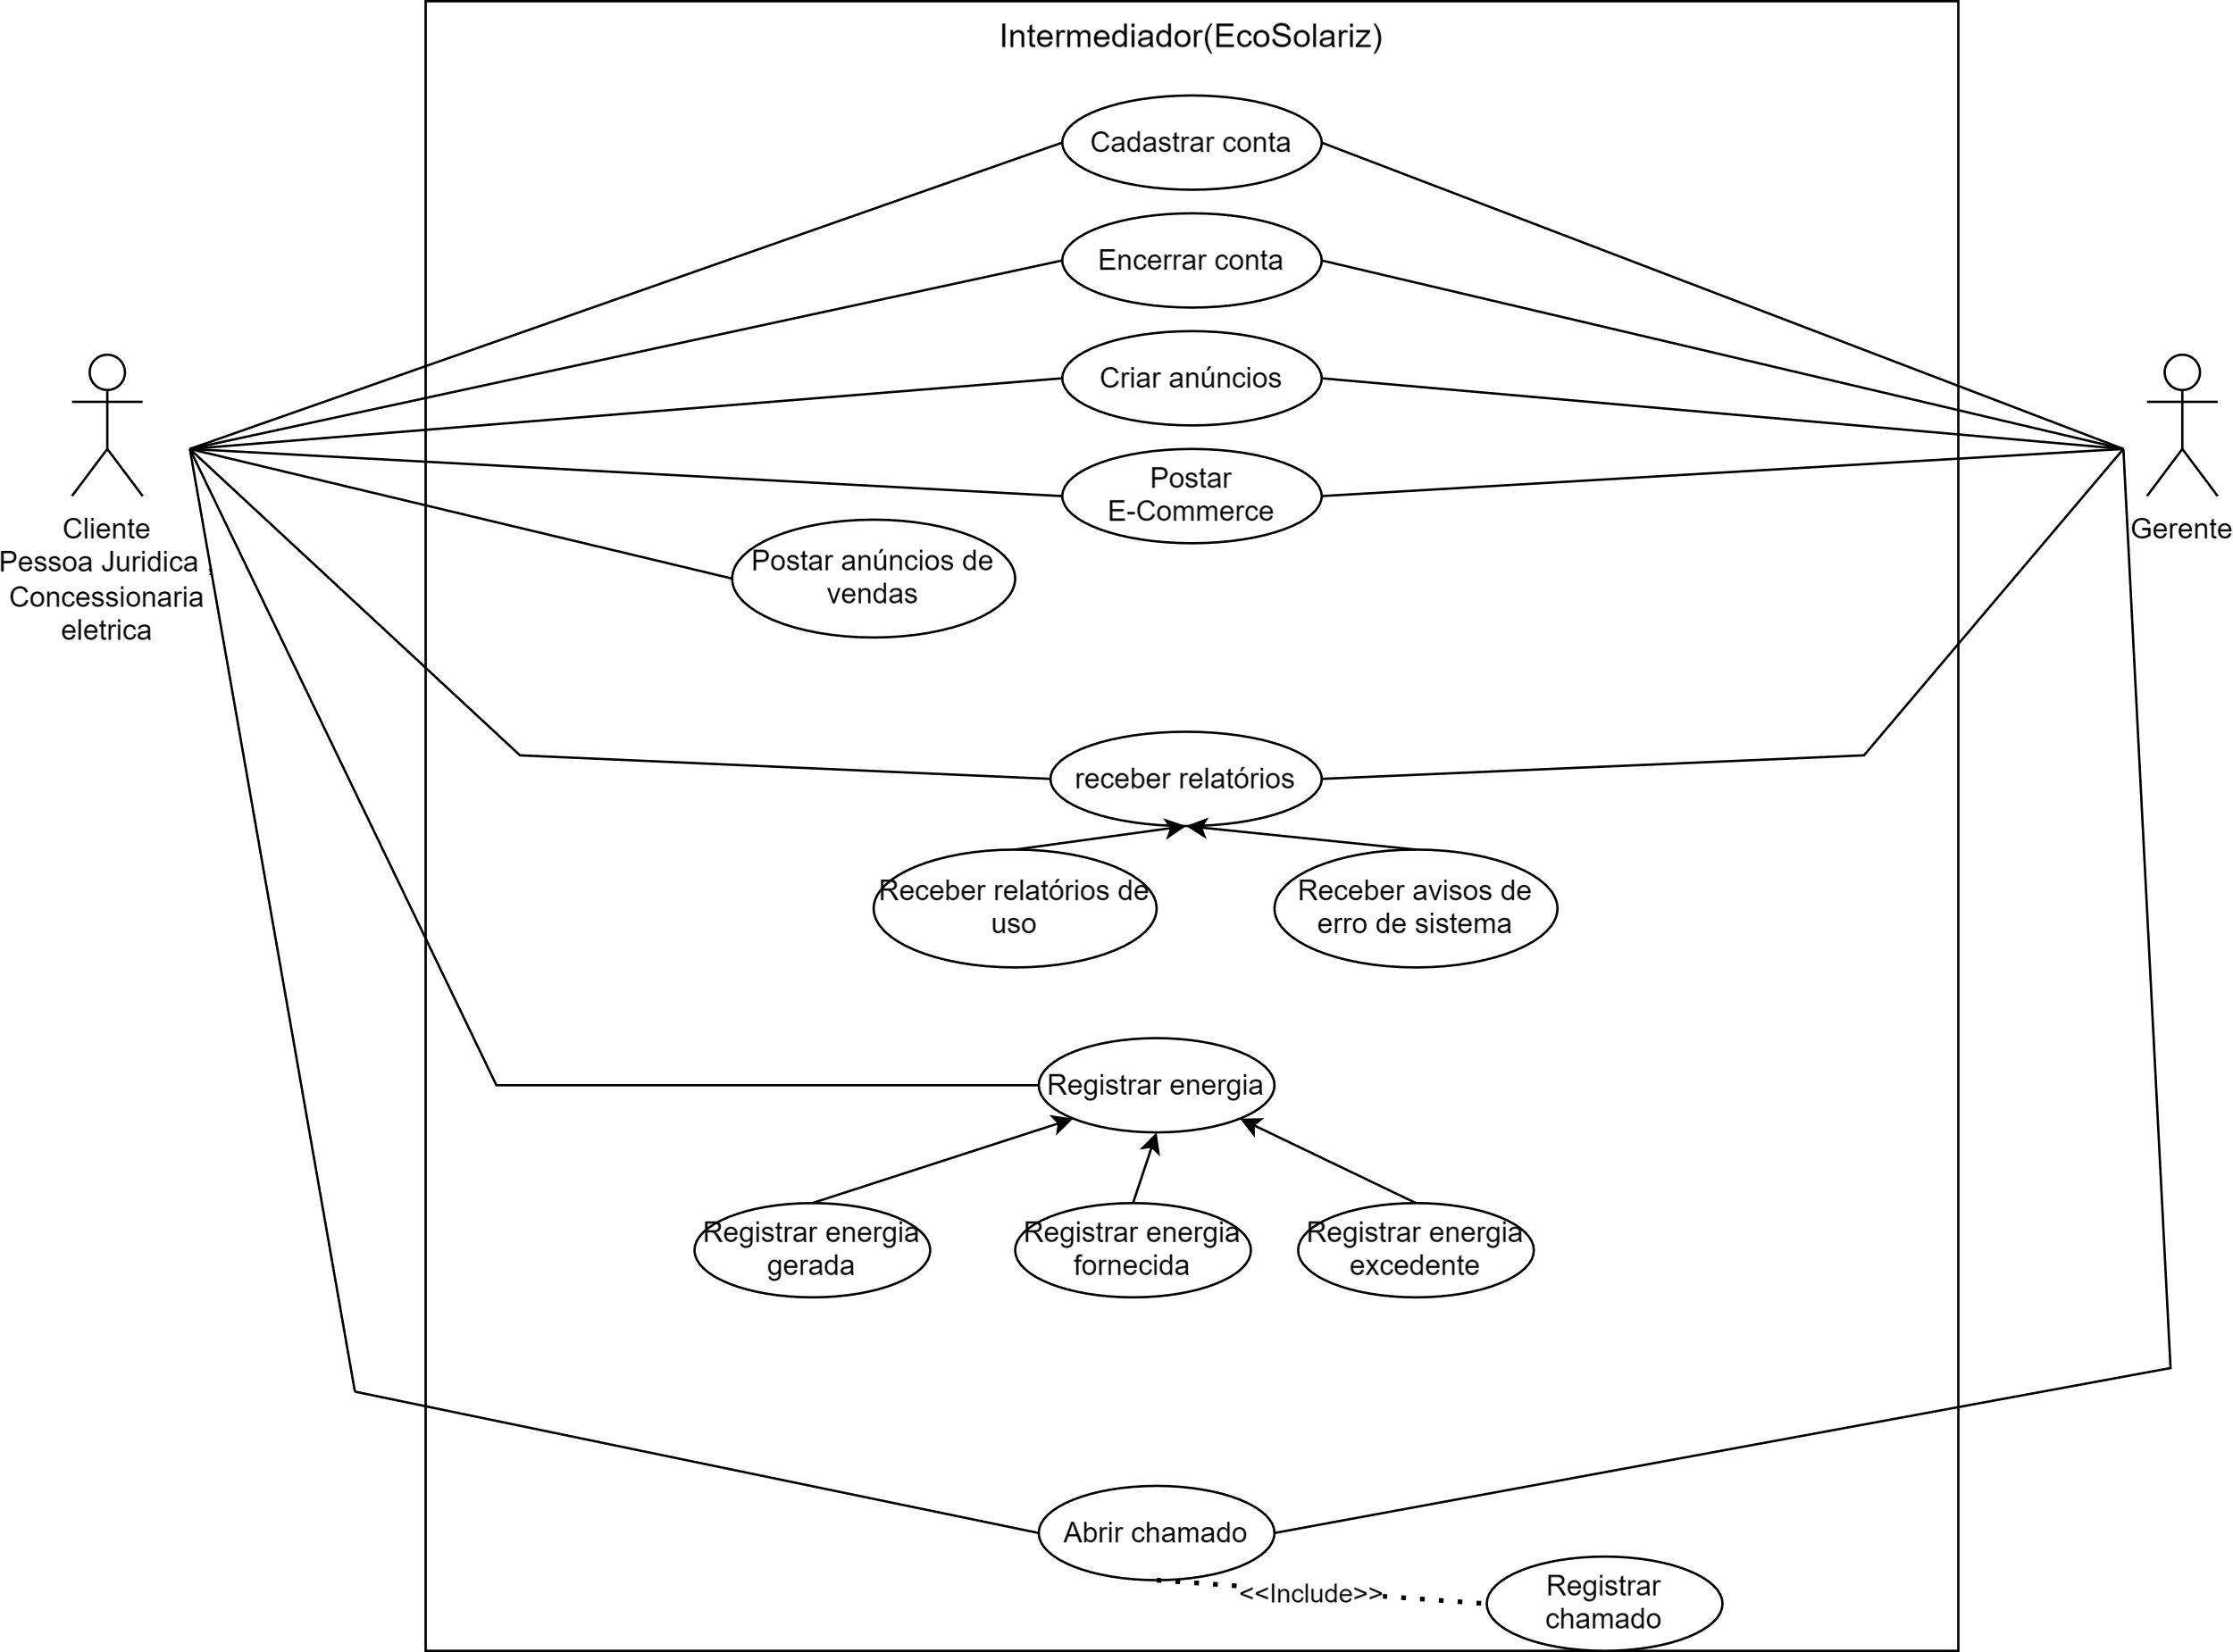 Intermediador(EcoSolariz)
Cadastrar conta
Encerrar conta
Criar anúncios
Postar
E-Commerce
Postar anúncios de
vendas
Cliente
Pessoa Juridica ,
Concessionaria
eletrica
Gerente
receber relatórios
Receber relatórios de
uso
Receber avisos de
erro de sistema
Registrar energia
Registrar energia
gerada
Registrar energia
fornecida
Registrar energia
excedente
Abrir chamado
<<Include>>
Registrar
chamado